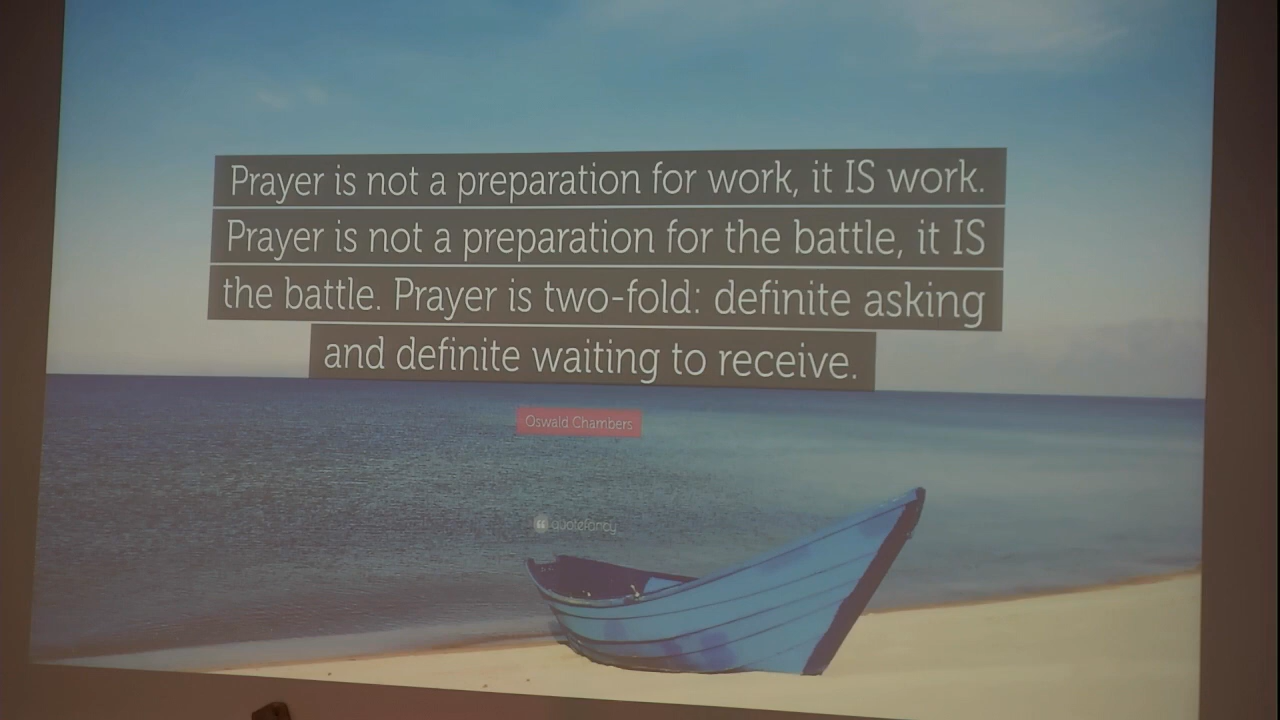 Prayer is not a preparation for work, it IS work.
Prayer is not a preparation for the battle, it IS
the battle. Prayer is two-fold: definite asking
and definite waiting to receive.
Oswald Chambers
quotefancy